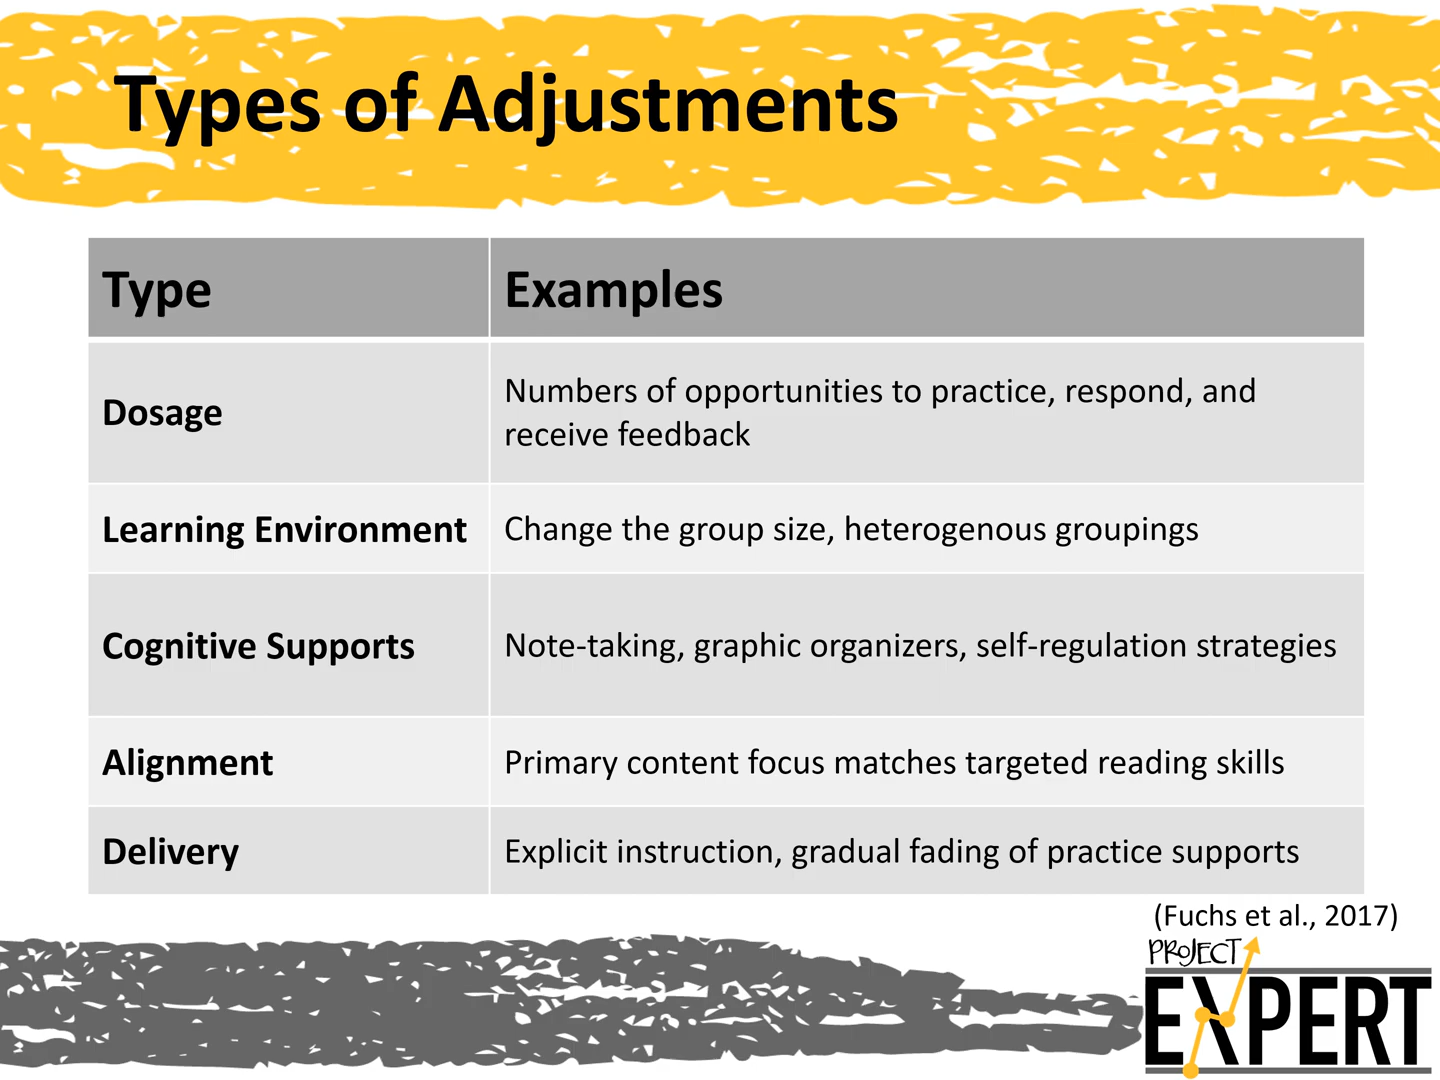 Types of Adjustments
Type
Examples
Dosage
Numbers of opportunities to practice, respond, and
receive feedback
Learning Environment
Change the group size, heterogenous groupings
Cognitive Supports
Note-taking, graphic organizers, self-regulation strategies
Alignment
Primary content focus matches targeted reading skills
Delivery
Explicit instruction, gradual fading of practice supports
(Fuchs et al., 2017)
PROJECT
EXPERT